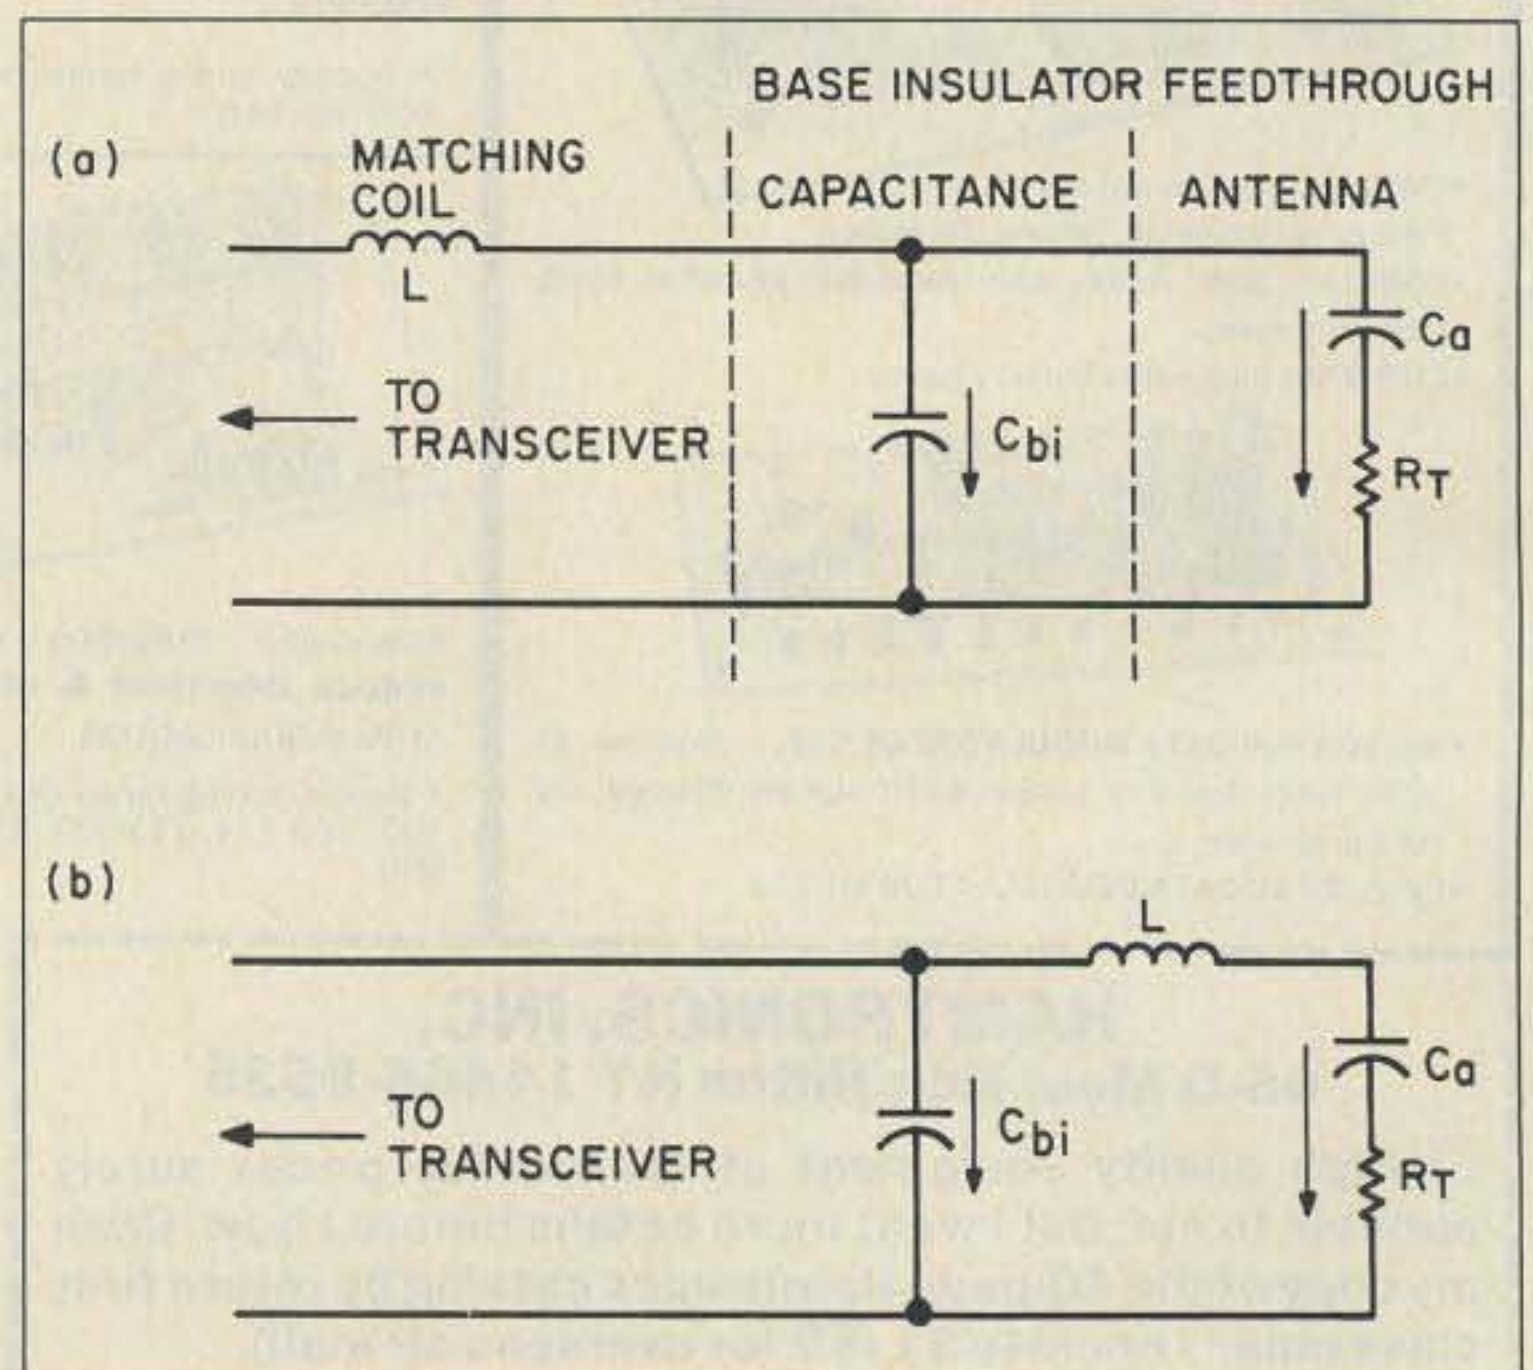 BASE INSULATOR FEEDTHROUGH
(a)
MATCHING
COIL
CAPACITANCE
ANTENNA
L
Ca
TO
TRANSCEIVER
Cbi
RT
(b)
L
Ca
TO
TRANSCEIVER
Cbi
RT